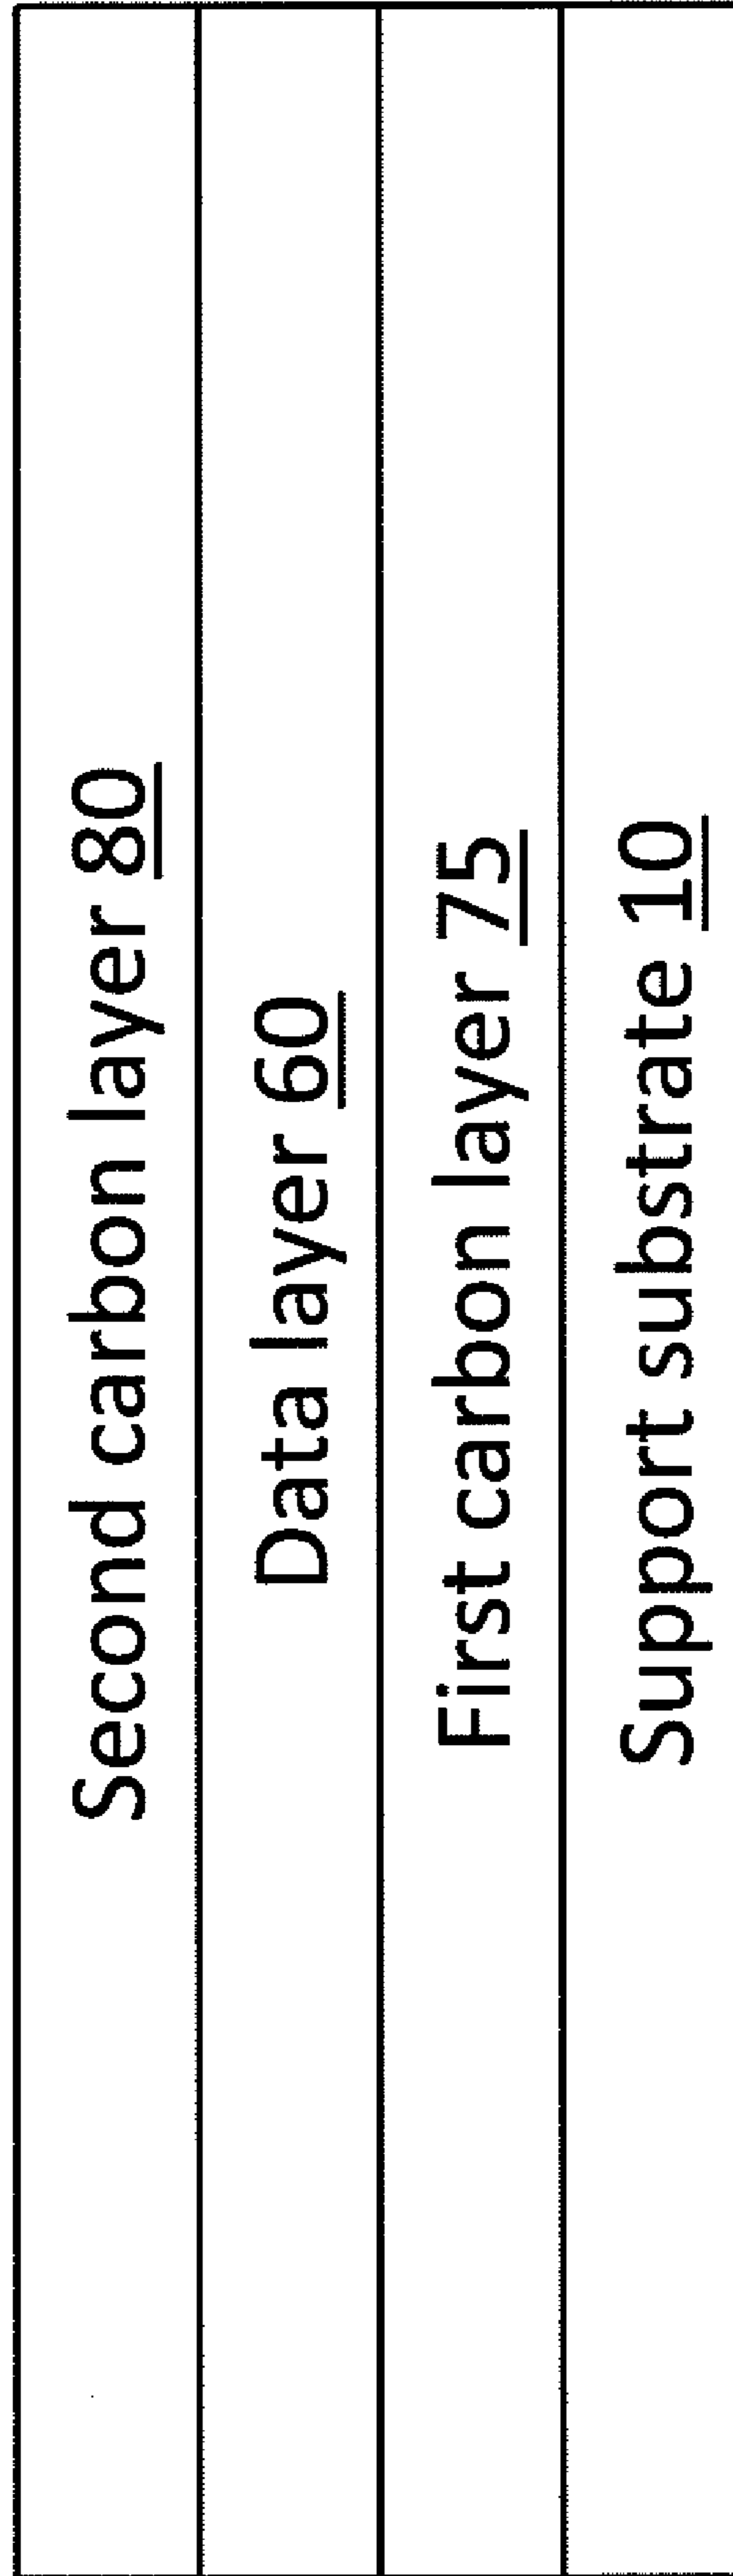 Second carbon layer 80
Data layer 60
First carbon layer 75
Support substrate 10